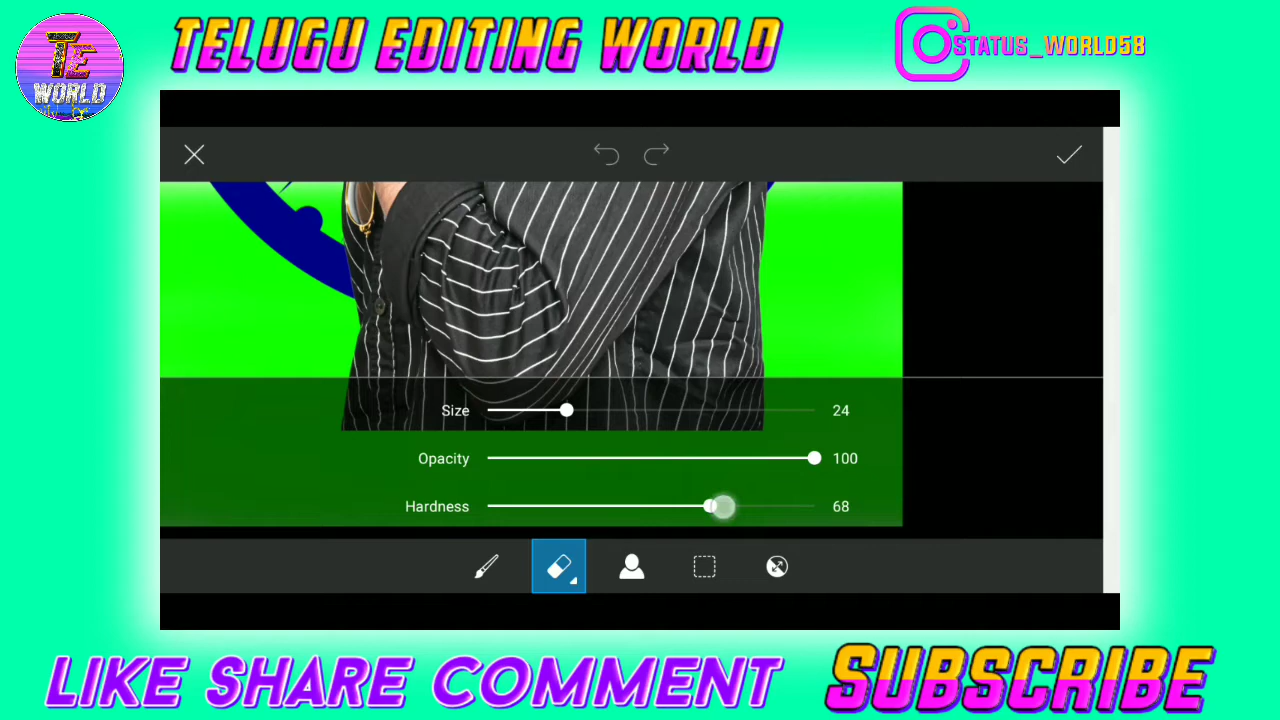 TELUGU EDITING WORLD
STATUS_WORLD58
TE
WORLD
Size 24
Opacity 100
Hardness 68
LIKE SHARE COMMENT
SUBSCRIBE